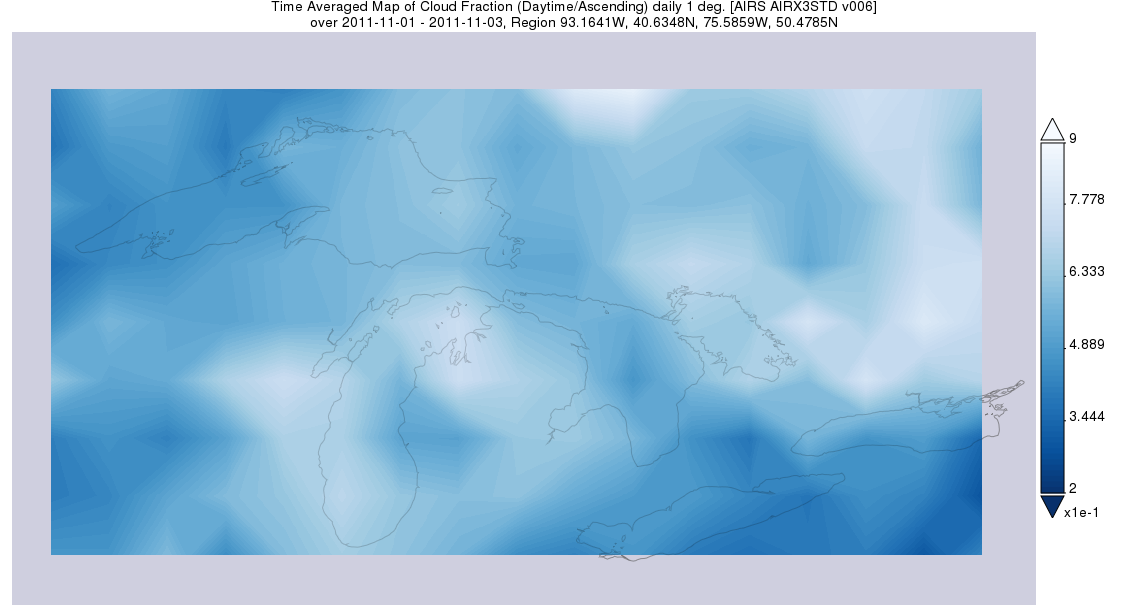 Time Averaged Map of Cloud Fraction (Daytime/Ascending) daily 1 deg. [AIRS AIRX3STD v006]
over 2011-11-01 - 2011-11-03, Region 93.1641W, 40.6348N, 75.5859W, 50.4785N
9
7.778
6.333
4.889
3.444
2
x1e-1